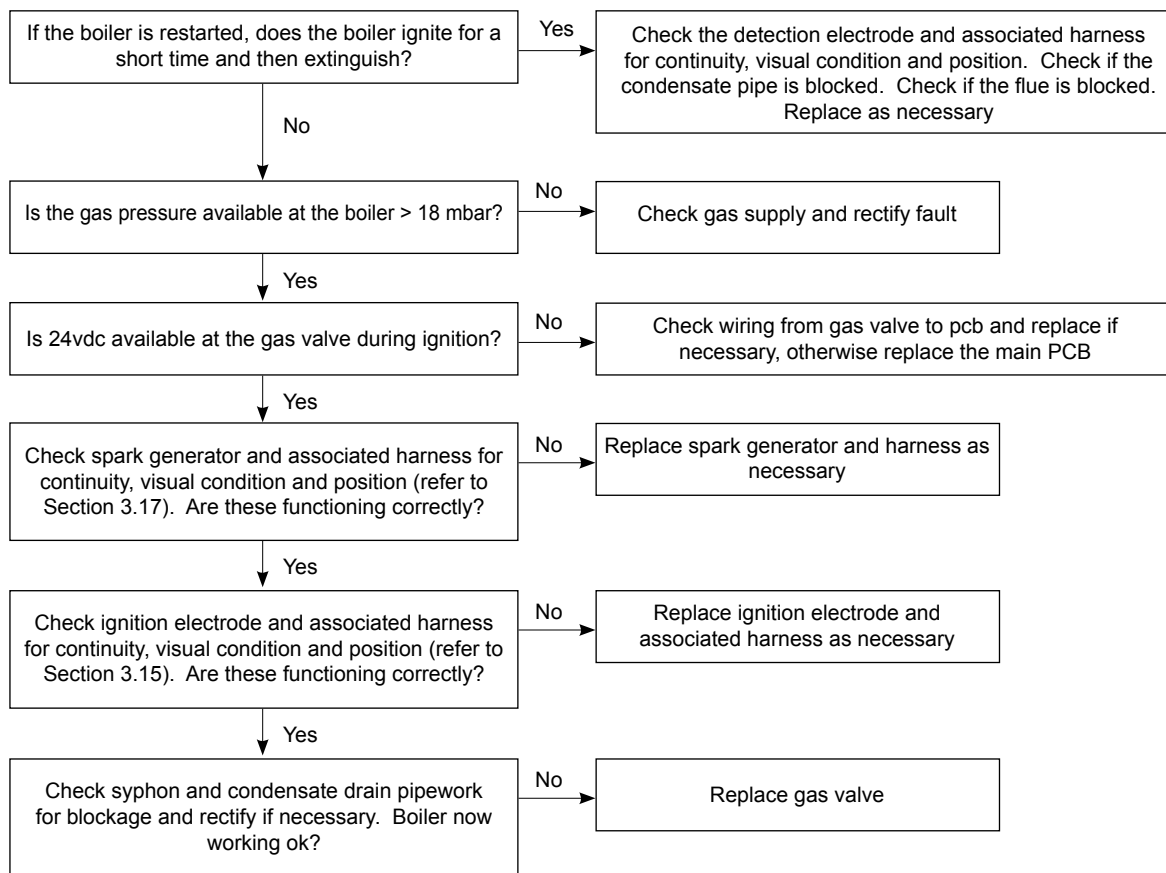 If the boiler is restarted, does the boiler ignite for a
short time and then extinguish?
Yes
Check the detection electrode and associated harness
for continuity, visual condition and position.  Check if the
condensate pipe is blocked.  Check if the flue is blocked.
Replace as necessary
No
Is the gas pressure available at the boiler > 18 mbar?
No
Check gas supply and rectify fault
Yes
Is 24vdc available at the gas valve during ignition?
No
Check wiring from gas valve to pcb and replace if
necessary, otherwise replace the main PCB
Yes
Check spark generator and associated harness for
continuity, visual condition and position (refer to
Section 3.17).  Are these functioning correctly?
No
Replace spark generator and harness as
necessary
Yes
Check ignition electrode and associated harness
for continuity, visual condition and position (refer to
Section 3.15).  Are these functioning correctly?
No
Replace ignition electrode and
associated harness as necessary
Yes
Check syphon and condensate drain pipework
for blockage and rectify if necessary.  Boiler now
working ok?
No
Replace gas valve